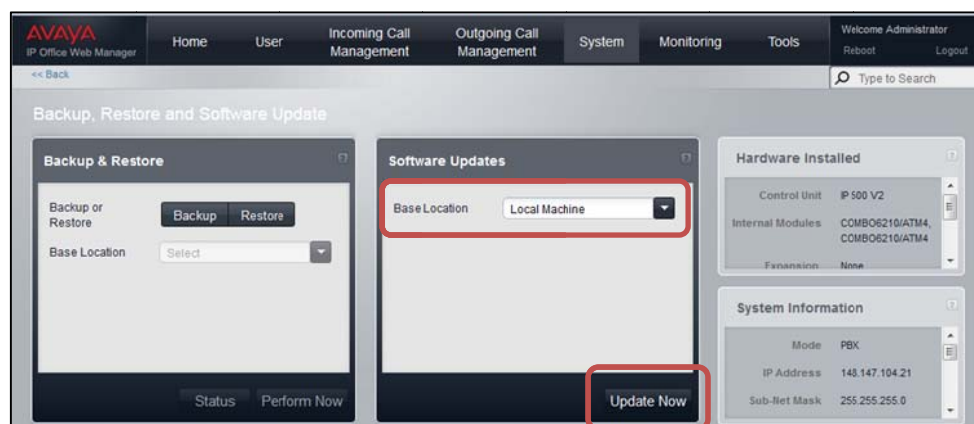 AVAYA
IP Office Web Manager
Home
User
Incoming Call
Management
Outgoing Call
Management
System
Monitoring
Tools
Welcome Administrator
Reboot
Logout
<< Back
Type to Search
Backup, Restore and Software Update
Backup & Restore
?
Backup or
Restore
Backup
Restore
Base Location
Select
Status
Perform Now
Software Updates
?
Base Location
Local Machine
Update Now
Hardware Installed
?
Control Unit
IP 500 V2
Internal Modules
COMBO6210/ATM4,
COMBO6210/ATM4
Expansion
None
System Information
?
Mode
PBX
IP Address
148.147.104.21
Sub-Net Mask
255.255.255.0